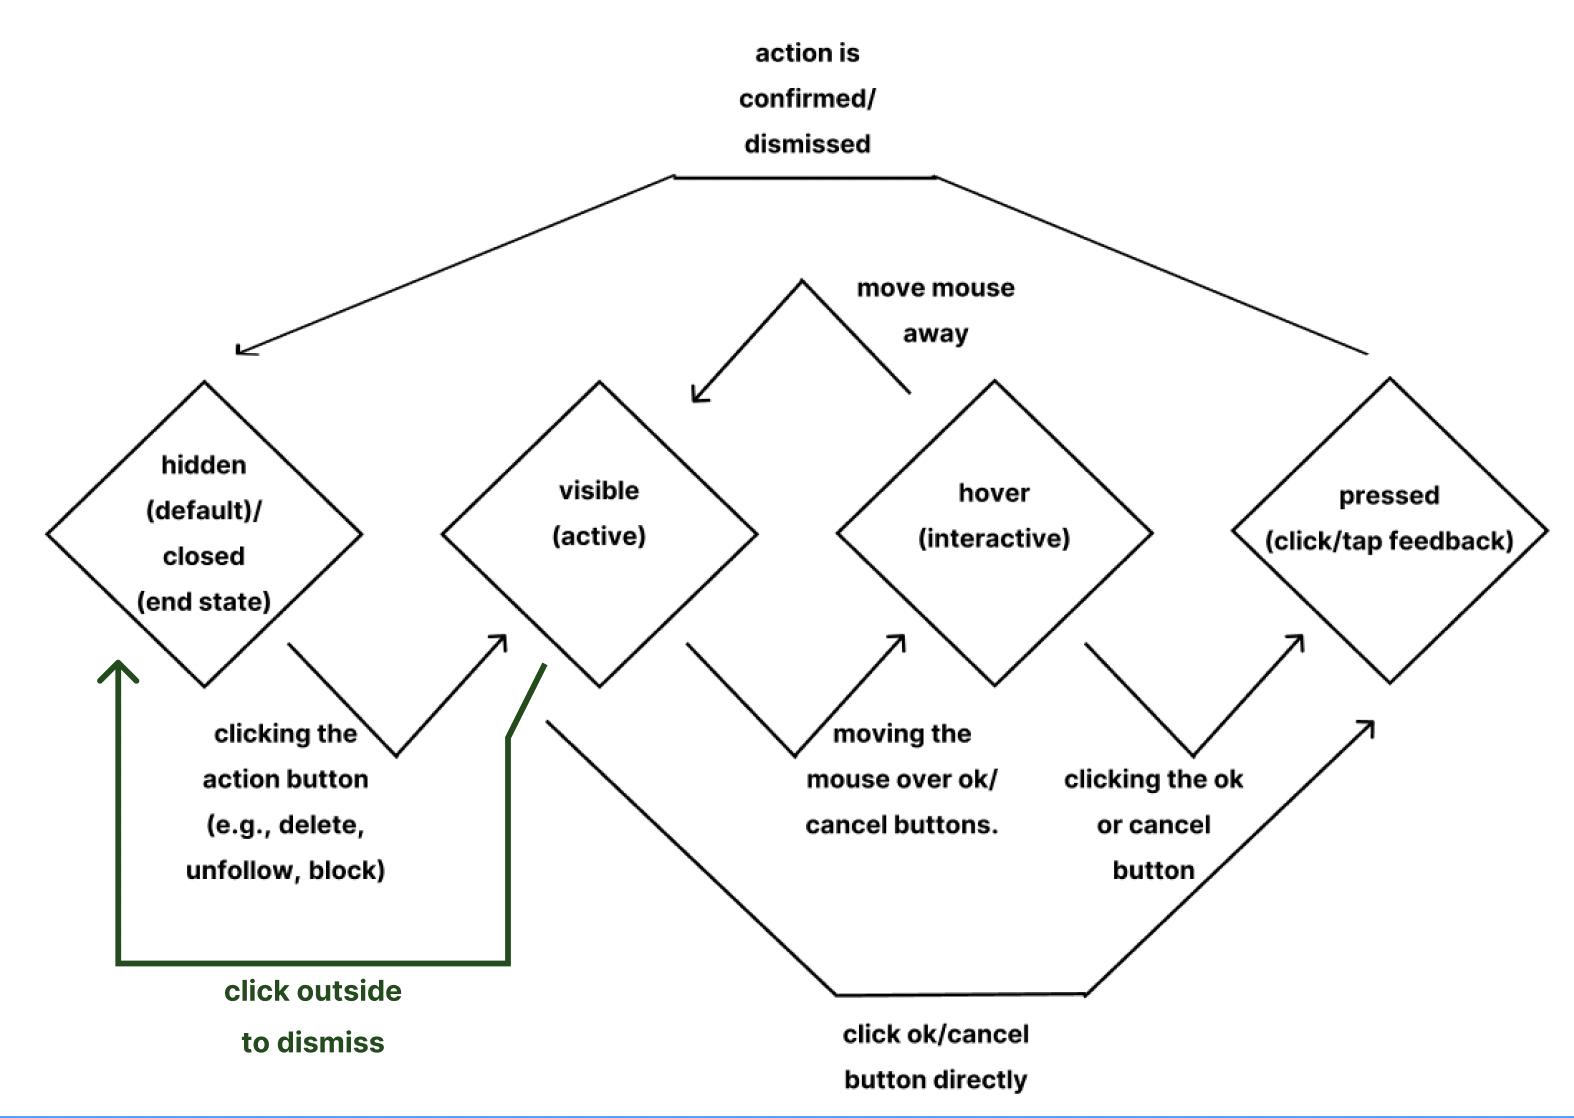 action is
confirmed/
dismissed
move mouse
away
hidden
(default)/
closed
(end state)
visible
(active)
hover
(interactive)
pressed
(click/tap feedback)
clicking the
action button
(e.g., delete,
unfollow, block)
moving the
mouse over ok/
cancel buttons.
clicking the ok
or cancel
button
click outside
to dismiss
click ok/cancel
button directly